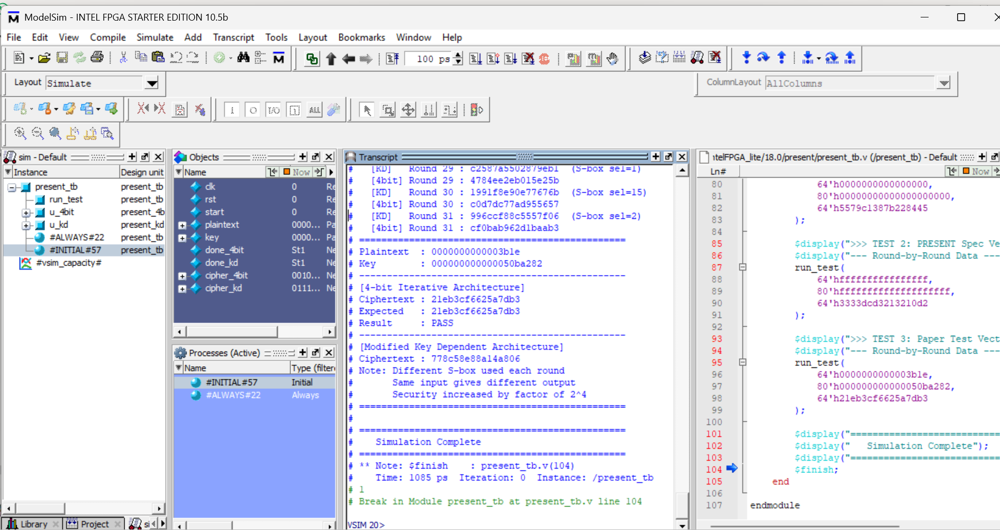 ModelSim - INTEL FPGA STARTER EDITION 10.5b
File Edit View Compile Simulate Add Transcript Tools Layout Bookmarks Window Help
100 ps
Layout Simulate
ColumnLayout AllColumns
sim - Default
Instance Design unit
present_tb present_tb
run_test present_tb
u_4bit present_4b
u_kd present_kd
#ALWAYS#22 present_tb
#INITIAL#57 present_tb
#vsim_capacity#
Library Project si
Objects
Name Now
clk 0 Re
rst 0 Re
start 0 Re
plaintext 0000... Pa
key 0000... Pa
done_4bit St1 Ne
done_kd St1 Ne
cipher_4bit 0010... Ne
cipher_kd 0111... Ne
Processes (Active)
Name Type (filtere
#INITIAL#57 Initial
#ALWAYS#22 Always
Transcript
# [KD] Round 29 : c2587a5502879eb1 (S-box sel=1)
# [4bit] Round 29 : 4784ee2eb015e25b
# [KD] Round 30 : 1991f8e90e77676b (S-box sel=15)
# [4bit] Round 30 : c0d7dc77ad955657
# [KD] Round 31 : 996ccf88c5557f06 (S-box sel=2)
# [4bit] Round 31 : cf0bab962d1baab3
# ================================================
# Plaintext : 0000000000003b1e
# Key : 000000000000050ba282
# ------------------------------------------------
# [4-bit Iterative Architecture]
# Ciphertext : 21eb3cf6625a7db3
# Expected : 21eb3cf6625a7db3
# Result : PASS
# ------------------------------------------------
# [Modified Key Dependent Architecture]
# Ciphertext : 778c58e88a14a806
# Note: Different S-box used each round
# Same input gives different output
# Security increased by factor of 2^4
# ================================================
#
# ================================================
# Simulation Complete
# ================================================
# ** Note: $finish : present_tb.v(104)
# Time: 1085 ps Iteration: 0 Instance: /present_tb
# 1
# Break in Module present_tb at present_tb.v line 104
VSIM 20>
ntelFPGA_lite/18.0/present/present_tb.v (/present_tb) - Default
Ln# Now
80 64'h0000000000000000,
81 80'h00000000000000000000,
82 64'h5579c1387b228445
83 );
84
85 $display(">>> TEST 2: PRESENT Spec Ve
86 $display("--- Round-by-Round Data ---
87 run_test(
88 64'hffffffffffffffff,
89 80'hffffffffffffffffffff,
90 64'h3333dcd3213210d2
91 );
92
93 $display(">>> TEST 3: Paper Test Vect
94 $display("--- Round-by-Round Data ---
95 run_test(
96 64'h0000000000003b1e,
97 80'h000000000000050ba282,
98 64'h21eb3cf6625a7db3
99 );
100
101 $display("===========================
102 $display(" Simulation Complete");
103 $display("===========================
104 $finish;
105 end
106
107 endmodule